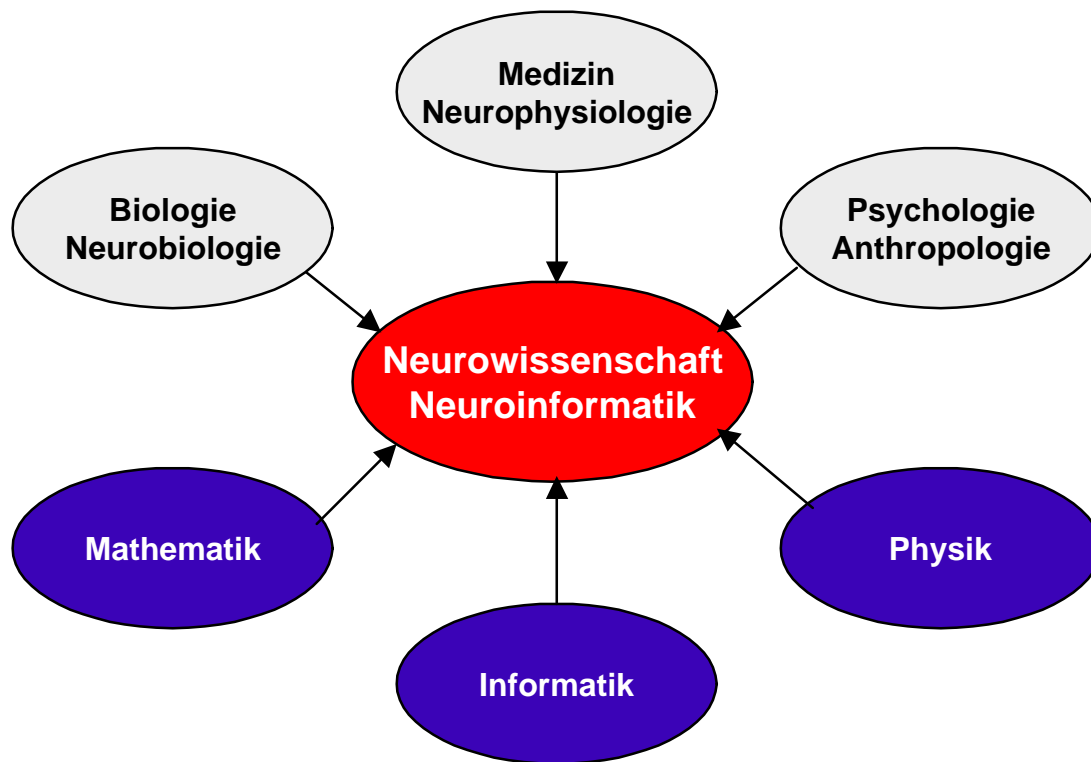 Medizin
Neurophysiologie
Biologie
Neurobiologie
Psychologie
Anthropologie
Neurowissenschaft
Neuroinformatik
Mathematik
Physik
Informatik